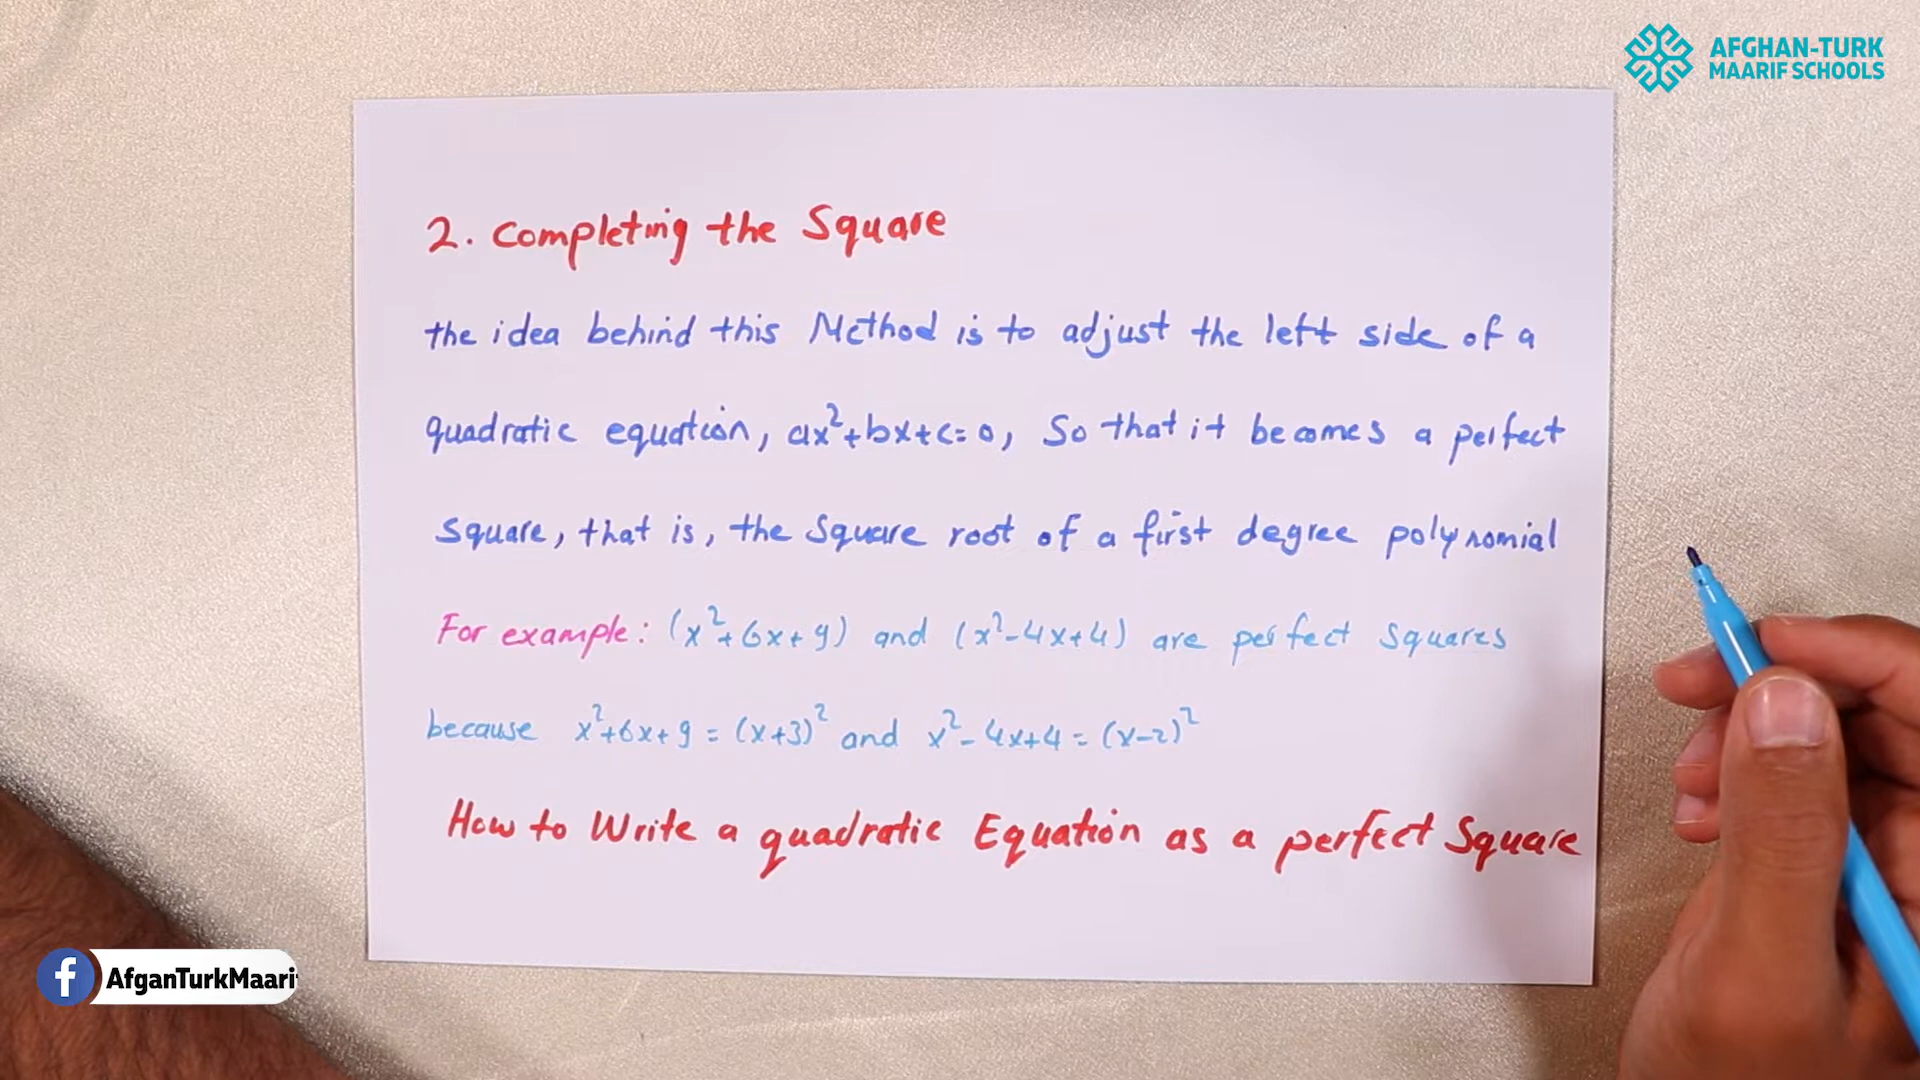 AFGHAN-TURK
MAARIF SCHOOLS
2. Completing the Square
the idea behind this Method is to adjust the left side of a
quadratic equation, ax²+bx+c=0, So that it becomes a perfect
square, that is, the square root of a first degree polynomial
For example: (x²+6x+9) and (x²-4x+4) are perfect squares
because x²+6x+9 = (x+3)² and x²-4x+4 = (x-2)²
How to Write a quadratic Equation as a perfect Square
f AfganTurkMaari